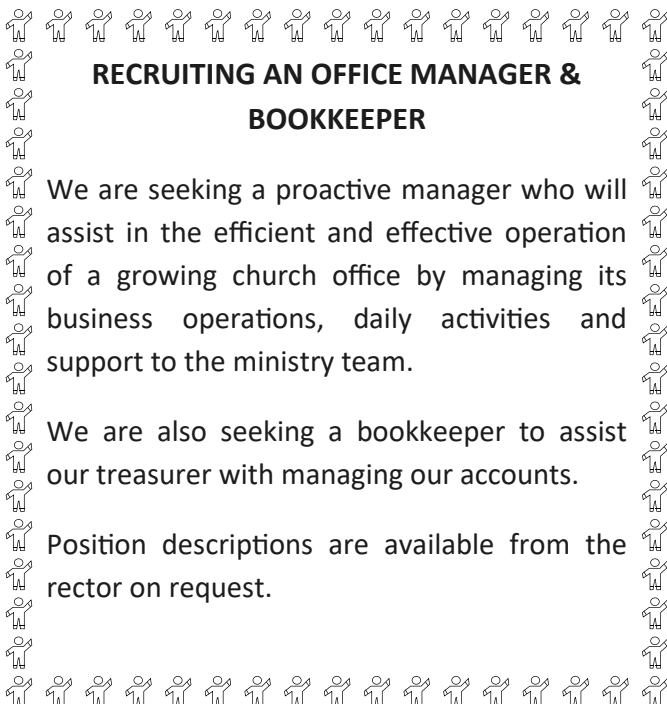 RECRUITING AN OFFICE MANAGER &
BOOKKEEPER
We are seeking a proactive manager who will
assist in the efficient and effective operation
of a growing church office by managing its
business operations, daily activities and
support to the ministry team.
We are also seeking a bookkeeper to assist
our treasurer with managing our accounts.
Position descriptions are available from the
rector on request.